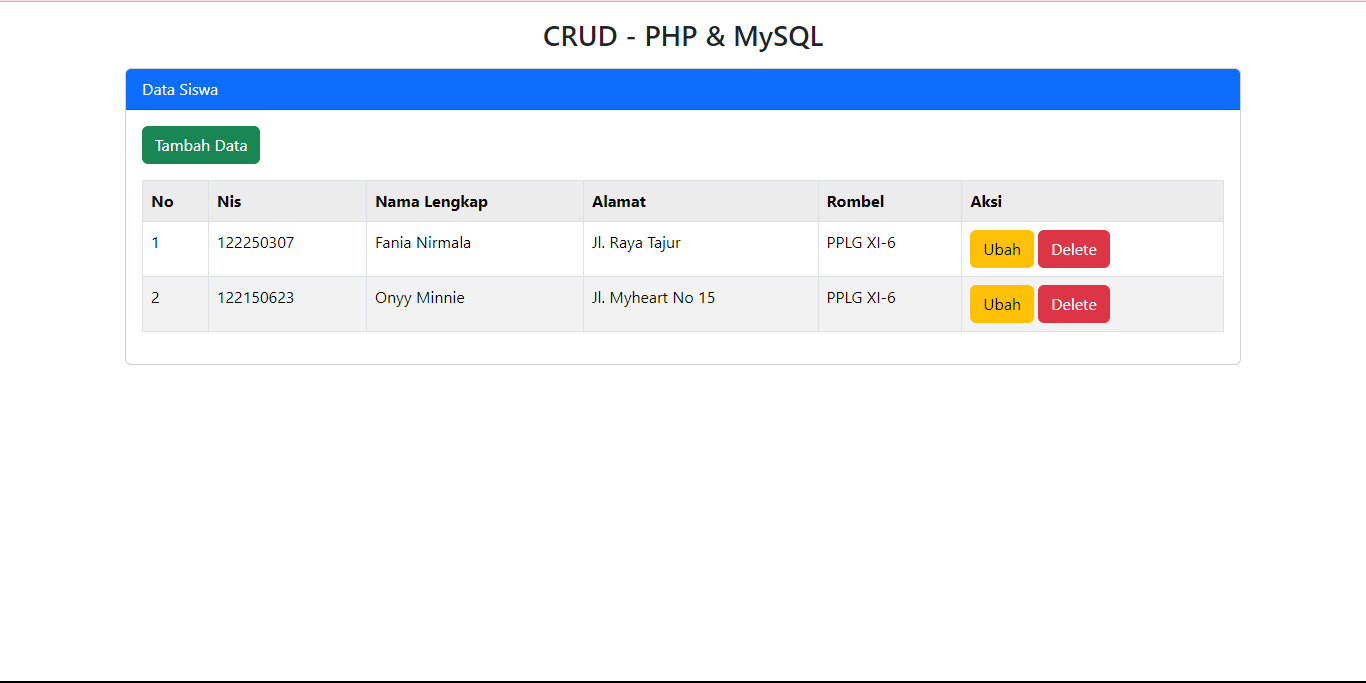 CRUD - PHP & MySQL
Data Siswa
Tambah Data
No Nis Nama Lengkap Alamat Rombel Aksi
1 122250307 Fania Nirmala Jl. Raya Tajur PPLG XI-6 Ubah Delete
2 122150623 Onyy Minnie Jl. Myheart No 15 PPLG XI-6 Ubah Delete